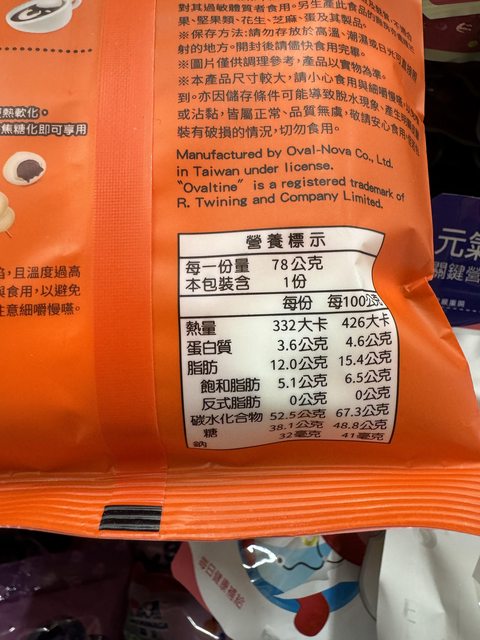 對其過敏體質者食用。另生產此食品的
果、堅果類、花生、芝麻、蛋及其製品。
※保存方法:請勿存放於高溫、潮濕或日光
射的地方。開封後請儘快食用完畢。
※圖片僅供調理參考,產品以實物為準。
※本產品尺寸較大,請小心食用與細嚼慢嚥,
到。亦因儲存條件可能導致脫水現象、產生
或沾黏,皆屬正常、品質無虞,敬請安心食用。
裝有破損的情況,切勿食用。
Manufactured by Oval-Nova Co., Ltd.
in Taiwan under license.
"Ovaltine" is a registered trademark of
R. Twining and Company Limited.
熱軟化。
焦糖化即可享用
,且溫度過高
食用,以避免
意細嚼慢嚥。
營養標示
每一份量 78公克
本包裝含 1份
每份 每100公克
熱量 332大卡 426大卡
蛋白質 3.6公克 4.6公克
脂肪 12.0公克 15.4公克
飽和脂肪 5.1公克 6.5公克
反式脂肪 0公克 0公克
碳水化合物 52.5公克 67.3公克
糖 38.1公克 48.8公克
鈉 32毫克 41毫克
元氣
關鍵營
每日健康補給